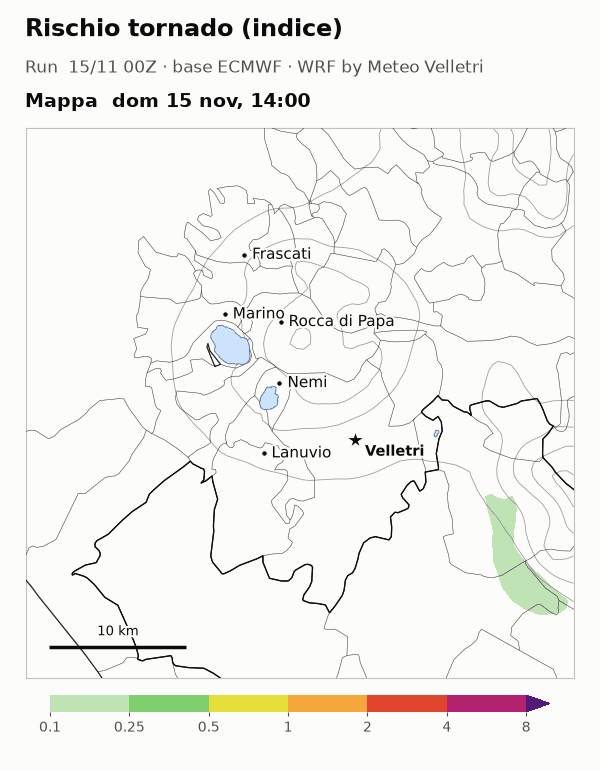 Rischio tornado (indice)
Run  15/11 00Z · base ECMWF · WRF by Meteo Velletri
Mappa  dom 15 nov, 14:00
Frascati
Marino
Rocca di Papa
Nemi
Velletri
Lanuvio
10 km
0.1 0.25 0.5 1 2 4 8